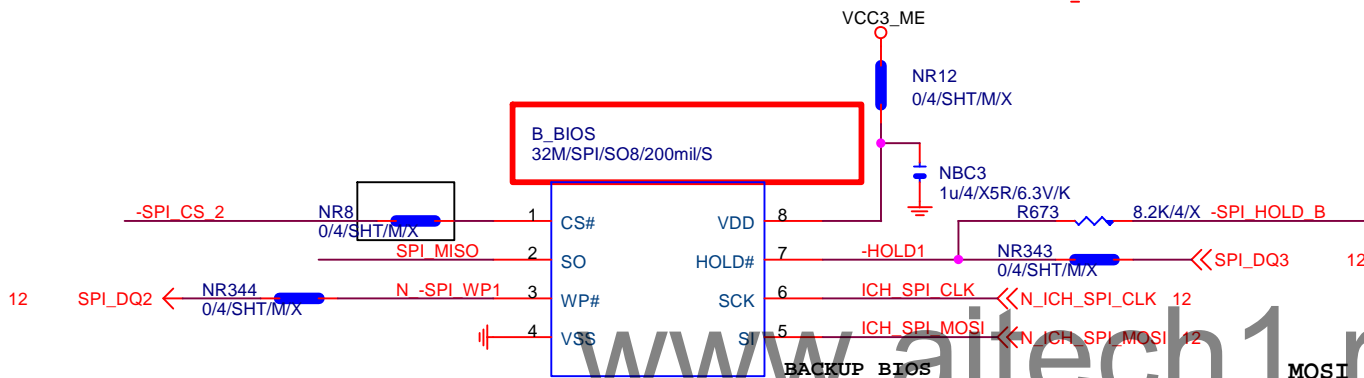 VCC3_ME
NR12
0/4/SHT/M/X
B_BIOS
32M/SPI/SO8/200mil/S
NBC3
1u/4/X5R/6.3V/K
-SPI_CS_2
NR8
0/4/SHT/M/X
1
CS#
VDD
8
R673
8.2K/4/X
-SPI_HOLD_B
SPI_MISO
2
SO
HOLD#
7
-HOLD1
NR343
0/4/SHT/M/X
SPI_DQ3
12
12
SPI_DQ2
NR344
0/4/SHT/M/X
N_-SPI_WP1
3
WP#
SCK
6
ICH_SPI_CLK
N_ICH_SPI_CLK 12
4
VSS
SI
5
ICH_SPI_MOSI
N_ICH_SPI_MOSI 12
www.aitech1.r
BACKUP BIOS
MOSI